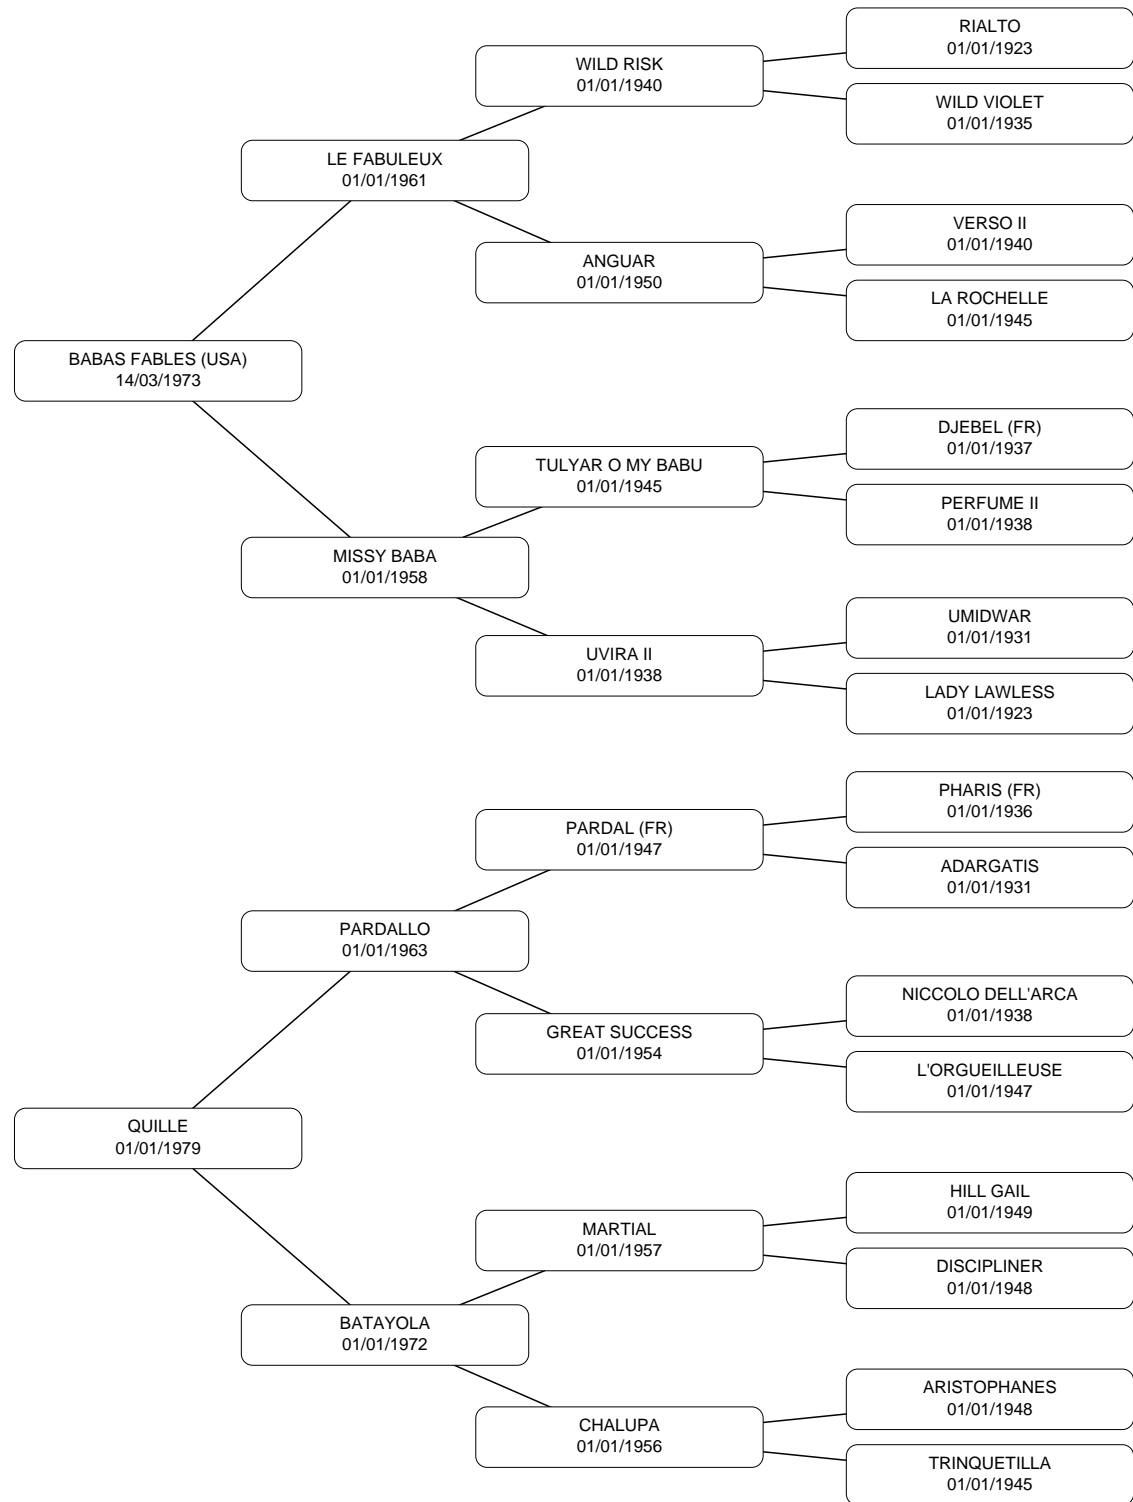 RIALTO
01/01/1923
WILD RISK
01/01/1940
WILD VIOLET
01/01/1935
LE FABULEUX
01/01/1961
VERSO II
01/01/1940
ANGUAR
01/01/1950
LA ROCHELLE
01/01/1945
BABAS FABLES (USA)
14/03/1973
DJEBEL (FR)
01/01/1937
TULYAR O MY BABU
01/01/1945
PERFUME II
01/01/1938
MISSY BABA
01/01/1958
UMIDWAR
01/01/1931
UVIRA II
01/01/1938
LADY LAWLESS
01/01/1923
PHARIS (FR)
01/01/1936
PARDAL (FR)
01/01/1947
ADARGATIS
01/01/1931
PARDALLO
01/01/1963
NICCOLO DELL'ARCA
01/01/1938
GREAT SUCCESS
01/01/1954
L'ORGUEILLEUSE
01/01/1947
QUILLE
01/01/1979
HILL GAIL
01/01/1949
MARTIAL
01/01/1957
DISCIPLINER
01/01/1948
BATAYOLA
01/01/1972
ARISTOPHANES
01/01/1948
CHALUPA
01/01/1956
TRINQUETILLA
01/01/1945